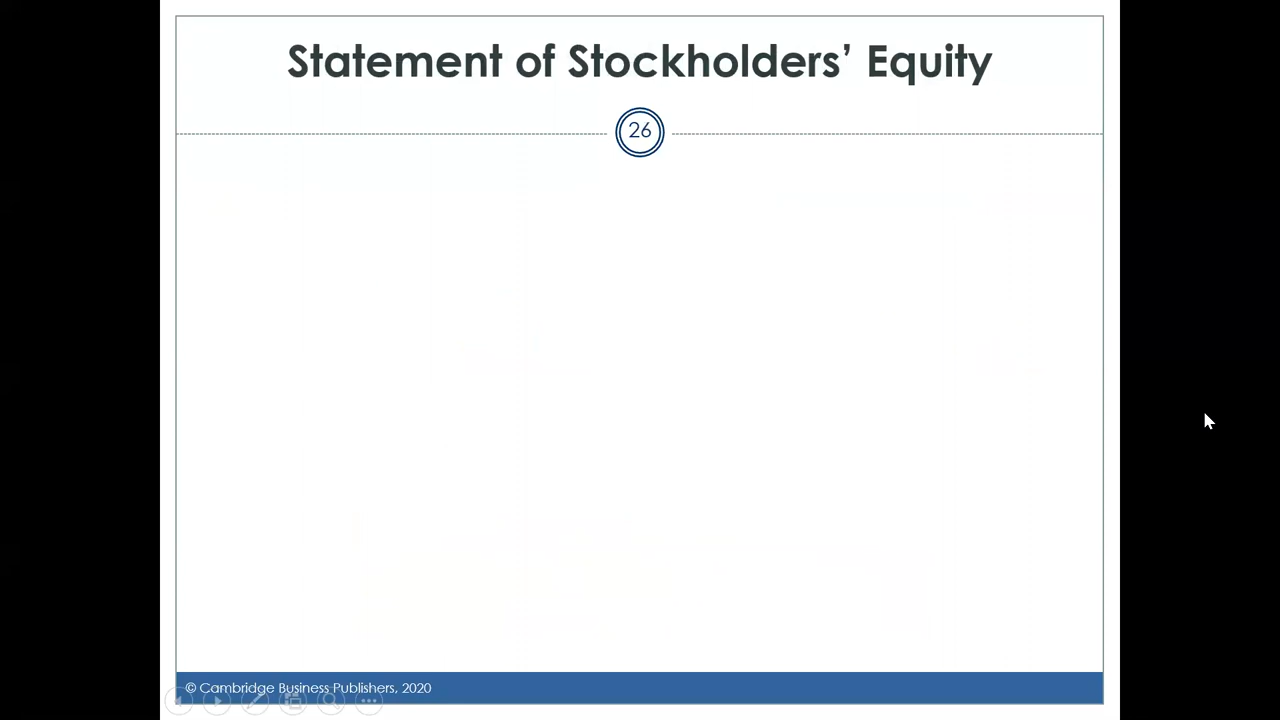 Statement of Stockholders’ Equity
26
© Cambridge Business Publishers, 2020